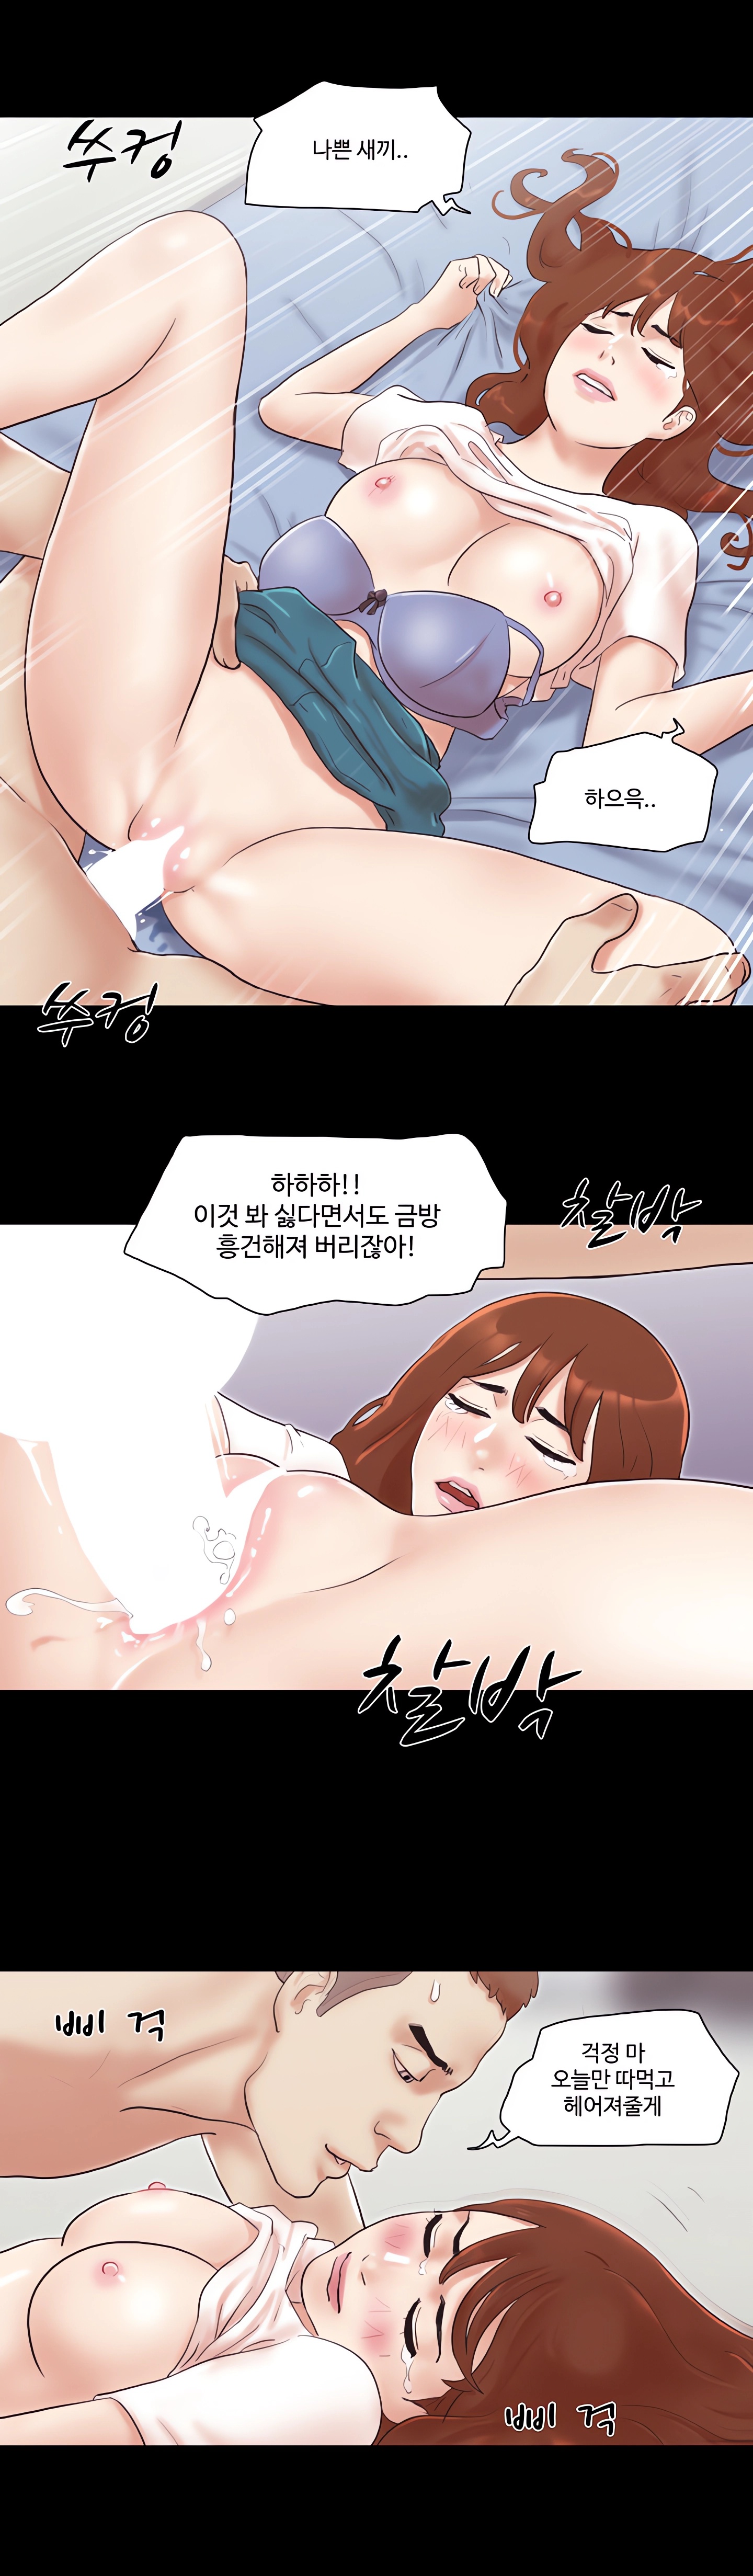 쑤컹
나쁜 새끼..
하으윽..
쑤컹
하하하!!
이것 봐 싫다면서도 금방
흥건해져 버리잖아!
찰박
찰박
삐 걱
걱정 마
오늘만 따먹고
헤어져줄게
삐 걱